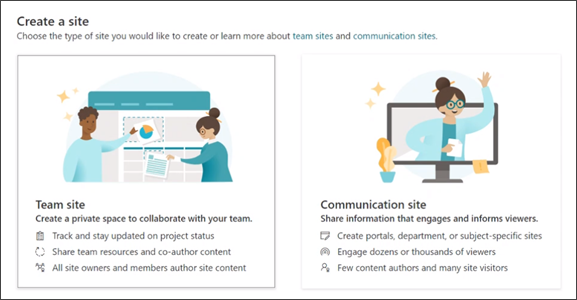 Create a site
Choose the type of site you would like to create or learn more about team sites and communication sites.
Team site
Create a private space to collaborate with your team.
Track and stay updated on project status
Share team resources and co-author content
All site owners and members author site content
Communication site
Share information that engages and informs viewers.
Create portals, department, or subject-specific sites
Engage dozens or thousands of viewers
Few content authors and many site visitors